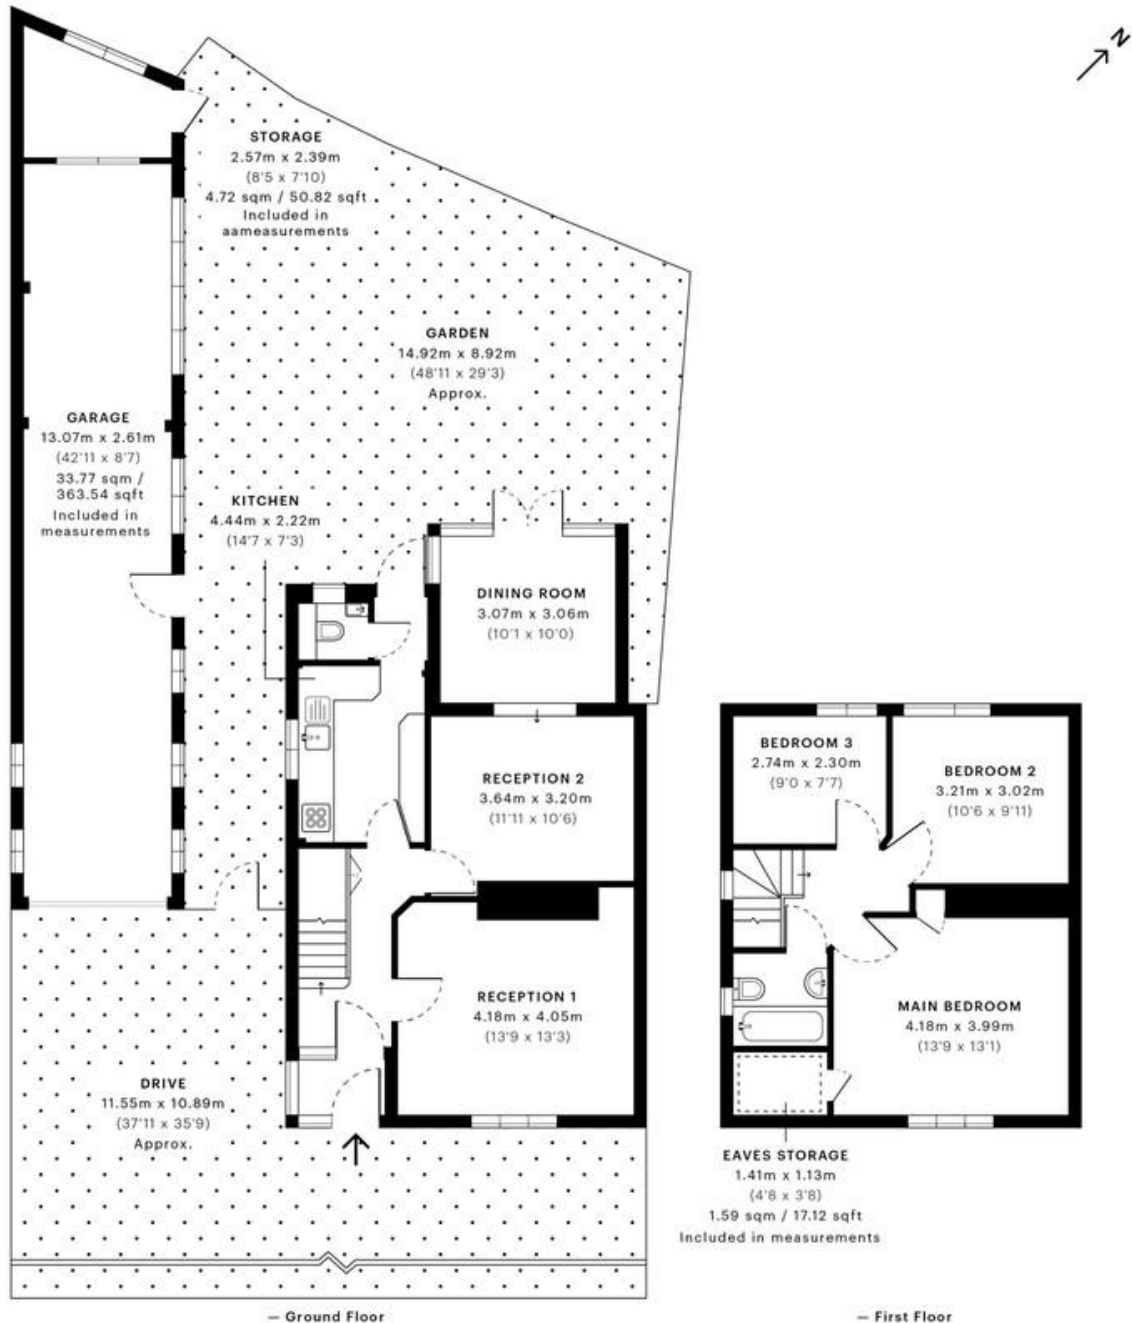 N
STORAGE
2.57m x 2.39m
(8'5 x 7'10)
4.72 sqm / 50.82 sqft
Included in
aameasurements
GARDEN
14.92m x 8.92m
(48'11 x 29'3)
Approx.
GARAGE
13.07m x 2.61m
(42'11 x 8'7)
33.77 sqm /
363.54 sqft
Included in
measurements
KITCHEN
4.44m x 2.22m
(14'7 x 7'3)
DINING ROOM
3.07m x 3.06m
(10'1 x 10'0)
RECEPTION 2
3.64m x 3.20m
(11'11 x 10'6)
BEDROOM 3
2.74m x 2.30m
(9'0 x 7'7)
BEDROOM 2
3.21m x 3.02m
(10'6 x 9'11)
RECEPTION 1
4.18m x 4.05m
(13'9 x 13'3)
MAIN BEDROOM
4.18m x 3.99m
(13'9 x 13'1)
DRIVE
11.55m x 10.89m
(37'11 x 35'9)
Approx.
EAVES STORAGE
1.41m x 1.13m
(4'8 x 3'8)
1.59 sqm / 17.12 sqft
Included in measurements
— Ground Floor
— First Floor